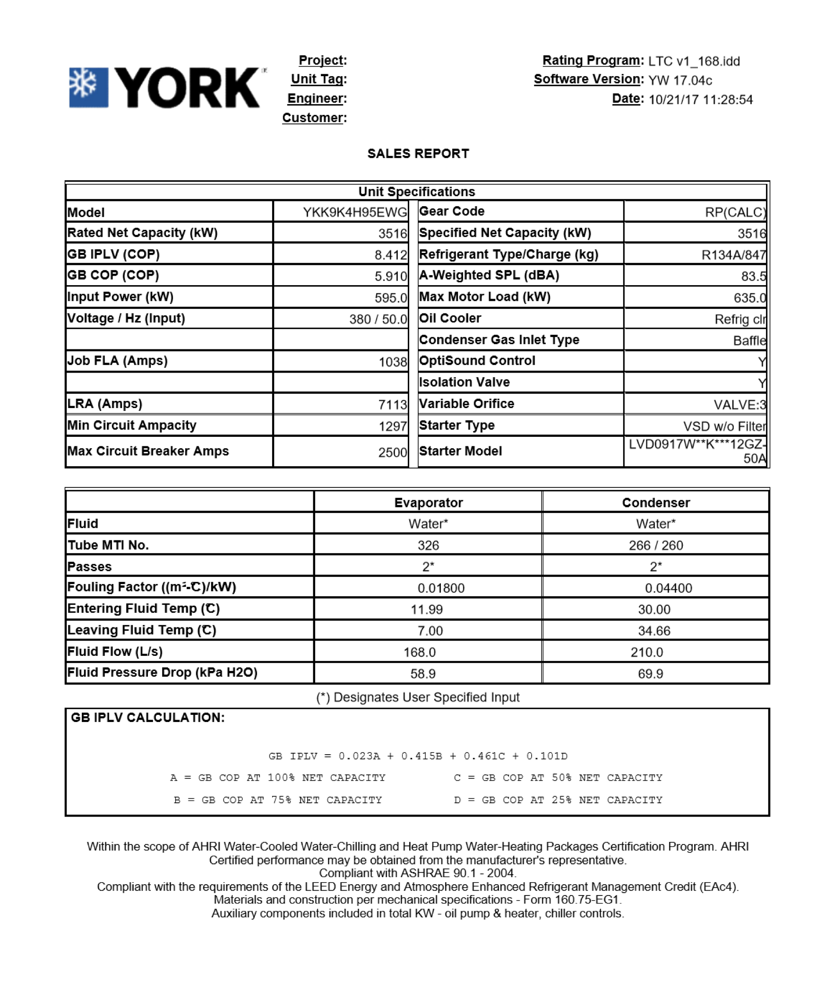 YORK
Project:
Unit Tag:
Engineer:
Customer:
Rating Program: LTC v1_168.idd
Software Version: YW 17.04c
Date: 10/21/17 11:28:54
SALES REPORT
Unit Specifications
Model YKK9K4H95EWG Gear Code RP(CALC)
Rated Net Capacity (kW) 3516 Specified Net Capacity (kW) 3516
GB IPLV (COP) 8.412 Refrigerant Type/Charge (kg) R134A/847
GB COP (COP) 5.910 A-Weighted SPL (dBA) 83.5
Input Power (kW) 595.0 Max Motor Load (kW) 635.0
Voltage / Hz (Input) 380 / 50.0 Oil Cooler Refrig clr
Condenser Gas Inlet Type Baffle
Job FLA (Amps) 1038 OptiSound Control Y
Isolation Valve Y
LRA (Amps) 7113 Variable Orifice VALVE:3
Min Circuit Ampacity 1297 Starter Type VSD w/o Filter
Max Circuit Breaker Amps 2500 Starter Model LVD0917W**K***12GZ-
50A
Evaporator Condenser
Fluid Water* Water*
Tube MTI No. 326 266 / 260
Passes 2* 2*
Fouling Factor ((m²-℃)/kW) 0.01800 0.04400
Entering Fluid Temp (℃) 11.99 30.00
Leaving Fluid Temp (℃) 7.00 34.66
Fluid Flow (L/s) 168.0 210.0
Fluid Pressure Drop (kPa H2O) 58.9 69.9
(*) Designates User Specified Input
GB IPLV CALCULATION:
GB IPLV = 0.023A + 0.415B + 0.461C + 0.101D
A = GB COP AT 100% NET CAPACITY C = GB COP AT 50% NET CAPACITY
B = GB COP AT 75% NET CAPACITY D = GB COP AT 25% NET CAPACITY
Within the scope of AHRI Water-Cooled Water-Chilling and Heat Pump Water-Heating Packages Certification Program. AHRI
Certified performance may be obtained from the manufacturer's representative.
Compliant with ASHRAE 90.1 - 2004.
Compliant with the requirements of the LEED Energy and Atmosphere Enhanced Refrigerant Management Credit (EAc4).
Materials and construction per mechanical specifications - Form 160.75-EG1.
Auxiliary components included in total KW - oil pump & heater, chiller controls.